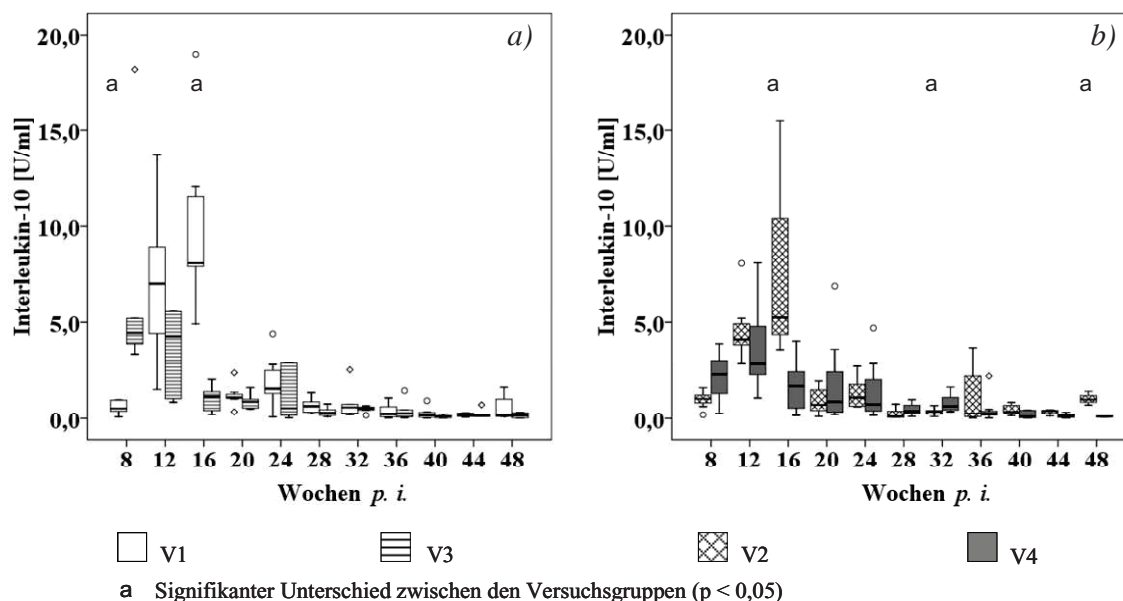 a)
b)
20,0
15,0
10,0
5,0
0,0
Interleukin-10 [U/ml]
a a
8 12 16 20 24 28 32 36 40 44 48
Wochen p. i.
20,0
15,0
10,0
5,0
0,0
Interleukin-10 [U/ml]
a a a
8 12 16 20 24 28 32 36 40 44 48
Wochen p. i.
V1 V3 V2 V4
a Signifikanter Unterschied zwischen den Versuchsgruppen (p < 0,05)